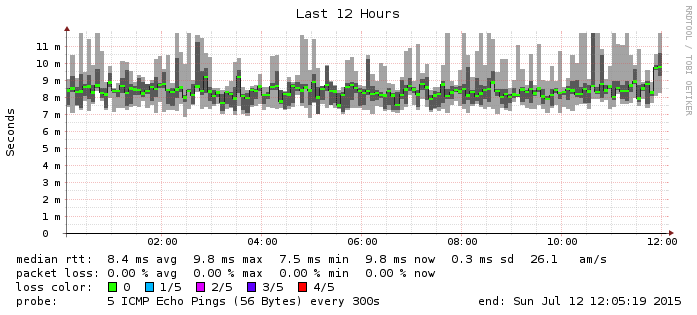 Last 12 Hours
RRDTOOL / TOBI OETIKER
Seconds
11 m
10 m
9 m
8 m
7 m
6 m
5 m
4 m
3 m
2 m
1 m
0
02:00 04:00 06:00 08:00 10:00 12:00
median rtt: 8.4 ms avg 9.8 ms max 7.5 ms min 9.8 ms now 0.3 ms sd 26.1 am/s
packet loss: 0.00 % avg 0.00 % max 0.00 % min 0.00 % now
loss color: 0 1/5 2/5 3/5 4/5
probe: 5 ICMP Echo Pings (56 Bytes) every 300s end: Sun Jul 12 12:05:19 2015